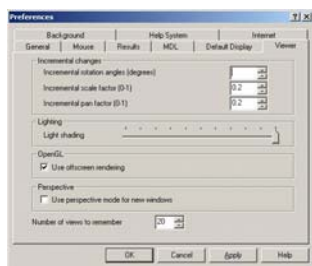 Preferences
Background Help System Internet
General Mouse Results MDL Default Display Viewer
Incremental changes
Incremental rotation angles (degrees)
Incremental scale factor (0-1) 0.2
Incremental pan factor (0-1) 0.2
Lighting
Light shading
OpenGL
Use offscreen rendering
Perspective
Use perspective mode for new windows
Number of views to remember 20
OK Cancel Apply Help